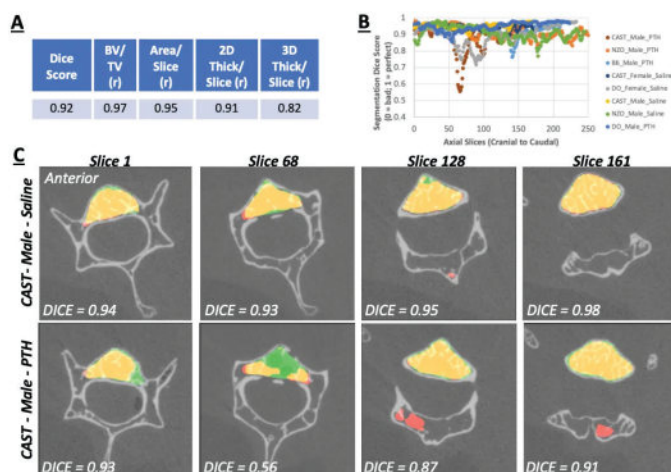 A
Dice Score BV/TV (r) Area/Slice (r) 2D Thick/Slice (r) 3D Thick/Slice (r)
0.92 0.97 0.95 0.91 0.82
B
Segmentation Dice Score
(0 = bad; 1 = perfect)
1
0.9
0.8
0.7
0.6
0.5
0.4
0 50 100 150 200 250
Axial Slices (Cranial to Caudal)
CAST_Male_PTH
NZO_Male_PTH
B6_Male_PTH
CAST_Female_Saline
DO_Female_Saline
CAST_Male_Saline
NZO_Male_Saline
DO_Male_PTH
C
Slice 1 Slice 68 Slice 128 Slice 161
CAST - Male - Saline
Anterior
DICE = 0.94 DICE = 0.93 DICE = 0.95 DICE = 0.98
CAST - Male - PTH
DICE = 0.93 DICE = 0.56 DICE = 0.87 DICE = 0.91